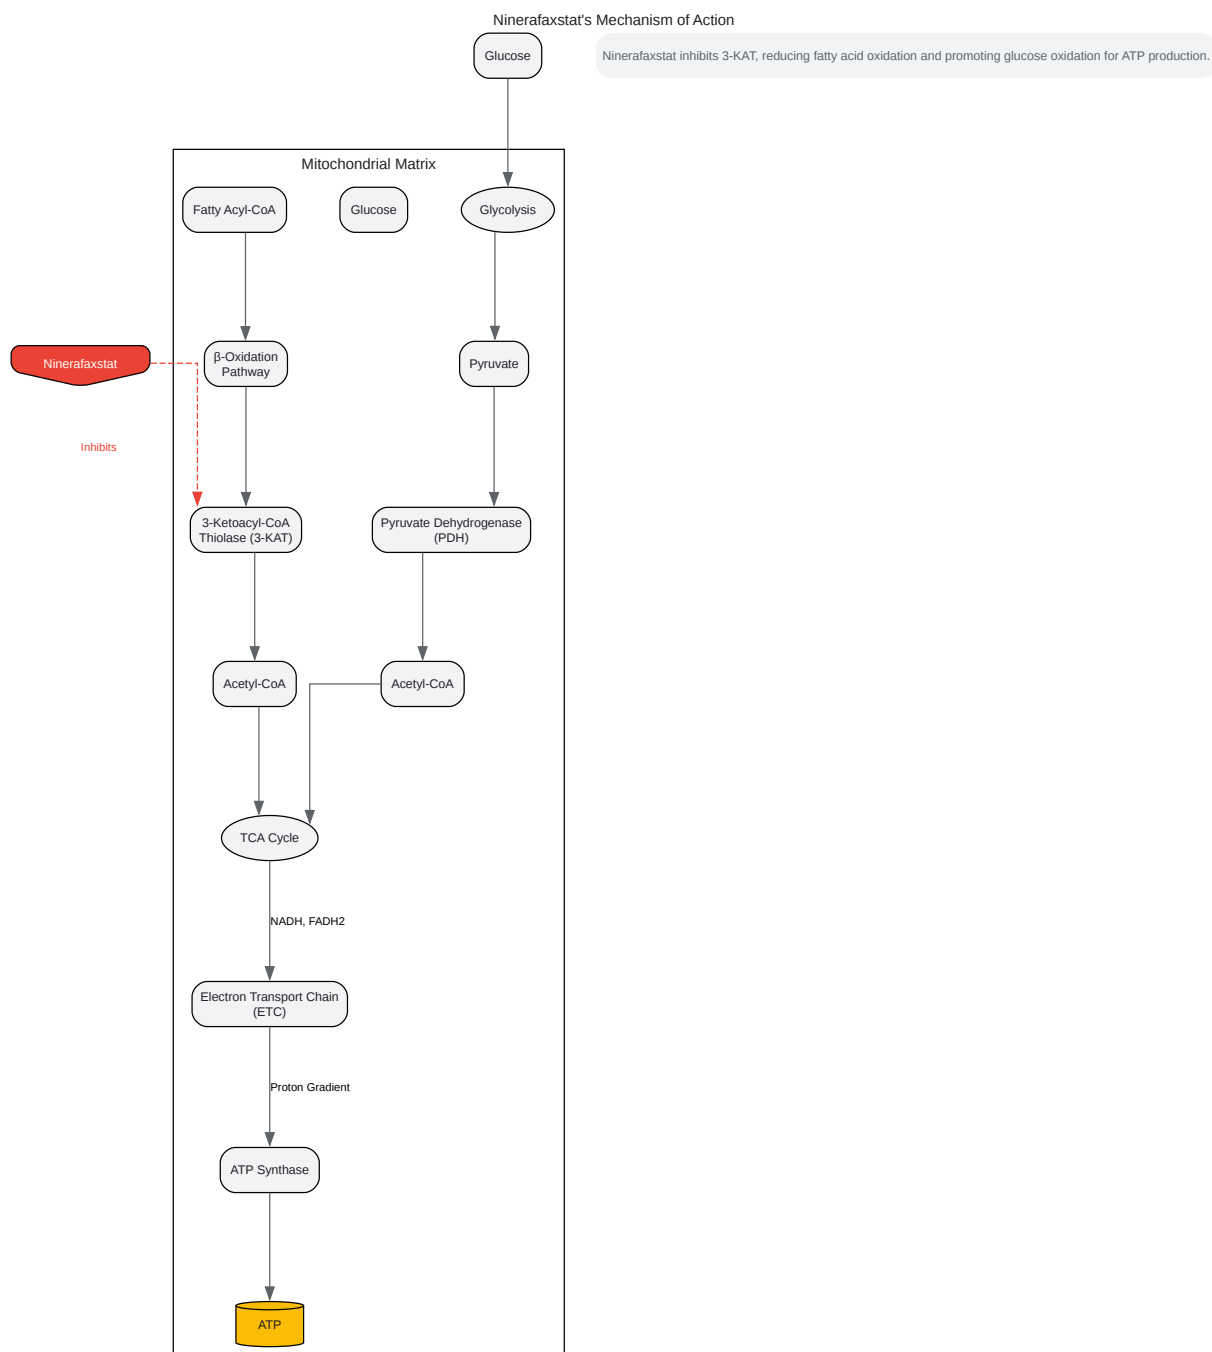 Ninerafaxstat's Mechanism of Action
Glucose
Ninerafaxstat inhibits 3-KAT, reducing fatty acid oxidation and promoting glucose oxidation for ATP production.
Mitochondrial Matrix
Fatty Acyl-CoA
Glucose
Glycolysis
Ninerafaxstat
β-Oxidation
Pathway
Pyruvate
Inhibits
3-Ketoacyl-CoA
Thiolase (3-KAT)
Pyruvate Dehydrogenase
(PDH)
Acetyl-CoA
Acetyl-CoA
TCA Cycle
NADH, FADH2
Electron Transport Chain
(ETC)
Proton Gradient
ATP Synthase
ATP